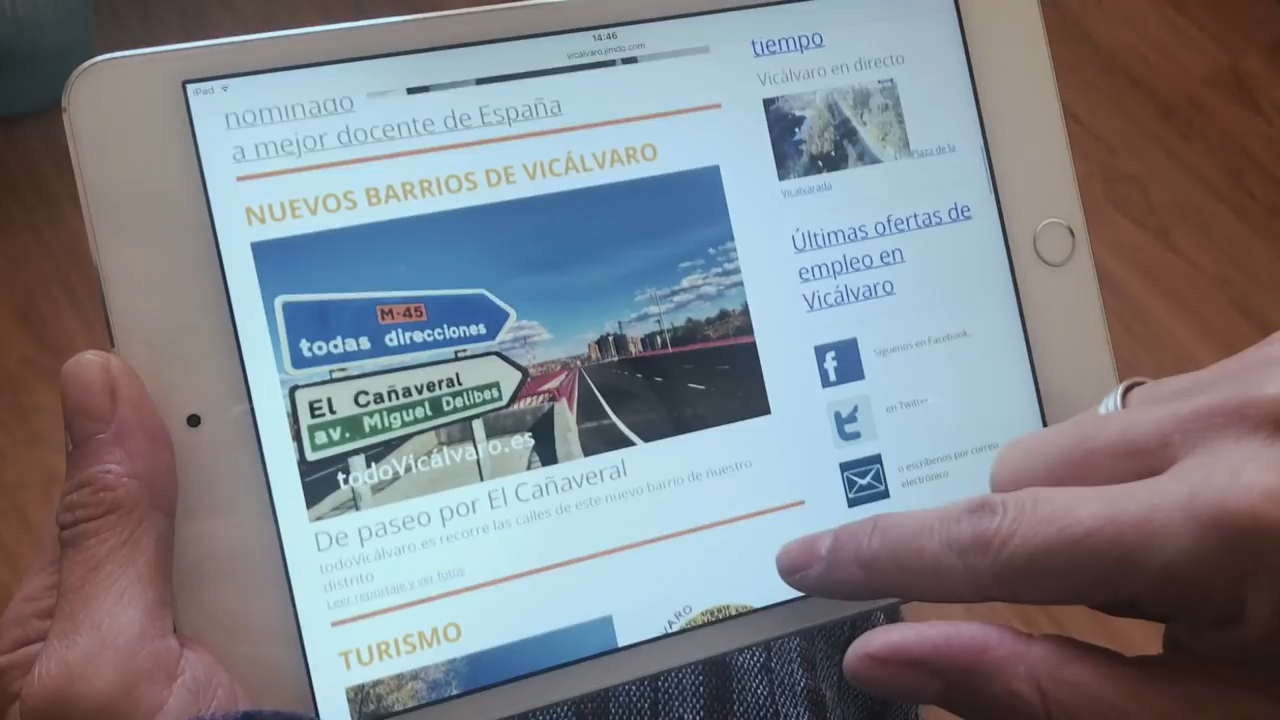 iPad
14:46
vicalvaro.jimdo.com
nominado
a mejor docente de España
NUEVOS BARRIOS DE VICÁLVARO
M-45
todas direcciones
El Cañaveral
av. Miguel Delibes
todoVicálvaro.es
De paseo por El Cañaveral
todoVicálvaro.es recorre las calles de este nuevo barrio de nuestro
distrito
Leer reportaje y ver fotos
TURISMO
VARO
tiempo
Vicálvaro en directo
Plaza de la
Vicalvarada
Últimas ofertas de
empleo en
Vicálvaro
f
Síguenos en Facebook,
t
en Twitter
o escríbenos por correo
electrónico